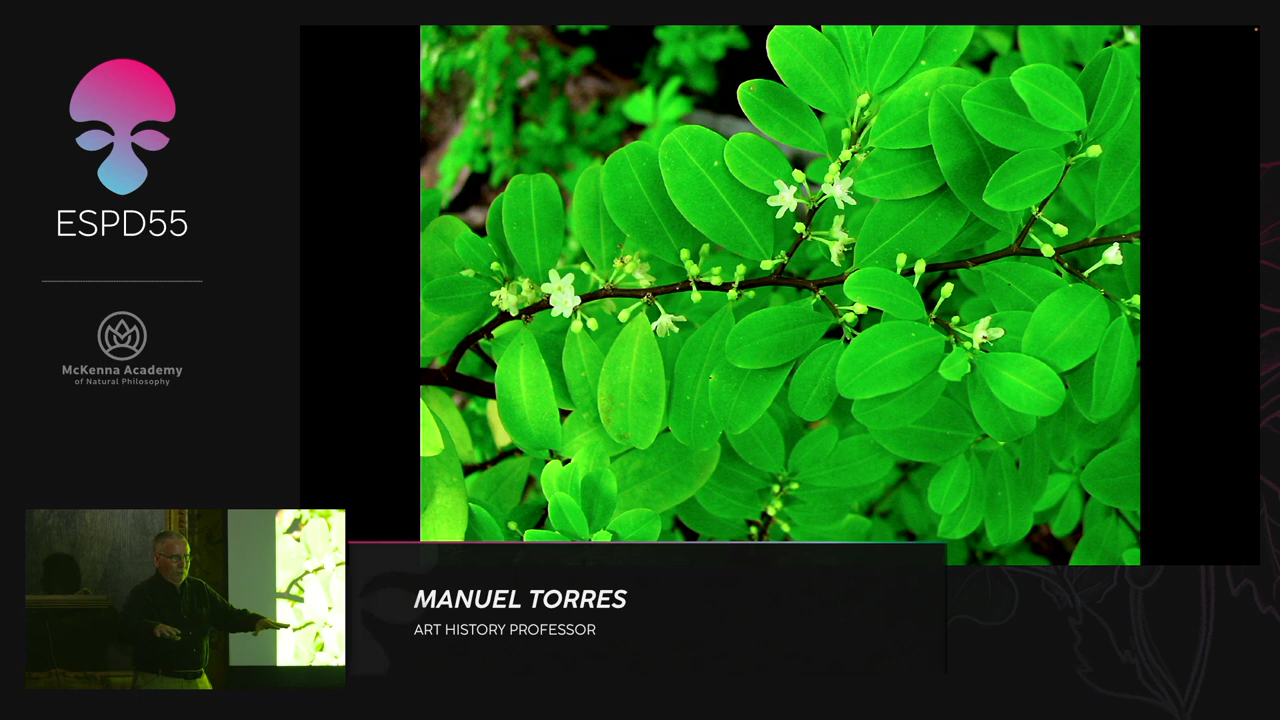 ESPD55
McKenna Academy
of Natural Philosophy
MANUEL TORRES
ART HISTORY PROFESSOR